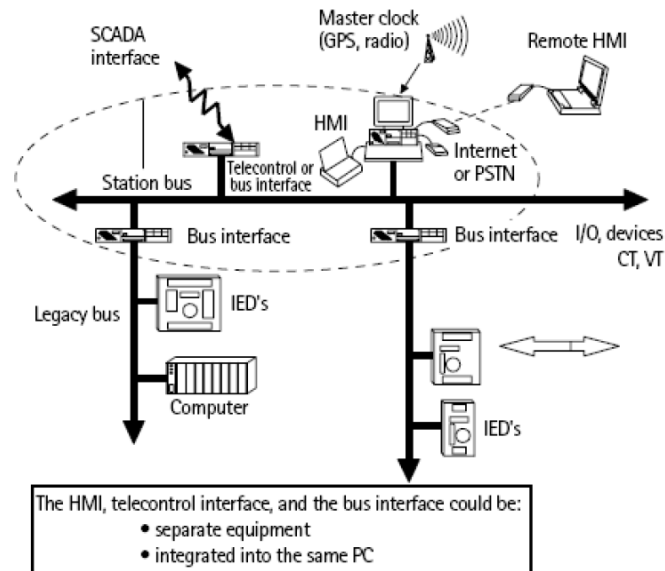 Master clock
(GPS, radio)
SCADA
interface
Remote HMI
HMI
Telecontrol or
bus interface
Internet
or PSTN
Station bus
Bus interface
Bus interface
I/O, devices
CT, VT
Legacy bus
IED's
Computer
IED's
The HMI, telecontrol interface, and the bus interface could be:
• separate equipment
• integrated into the same PC